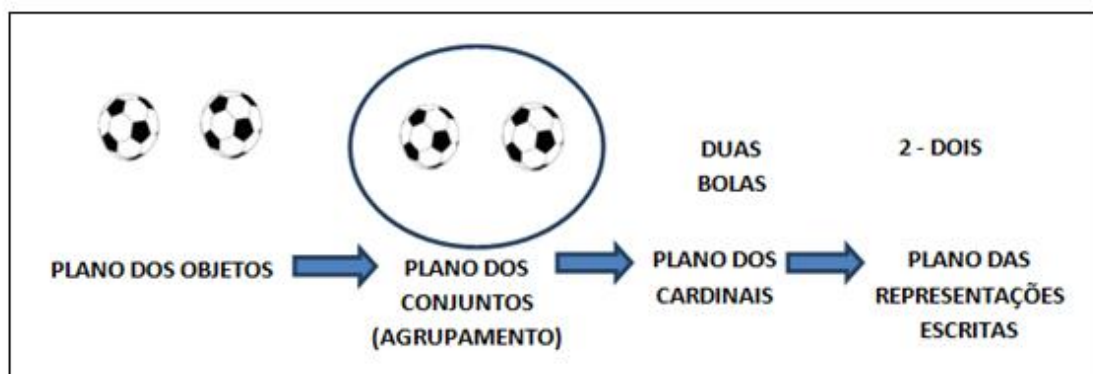 DUAS
BOLAS
2 - DOIS
PLANO DOS OBJETOS
PLANO DOS
CONJUNTOS
(AGRUPAMENTO)
PLANO DOS
CARDINAIS
PLANO DAS
REPRESENTAÇÕES
ESCRITAS